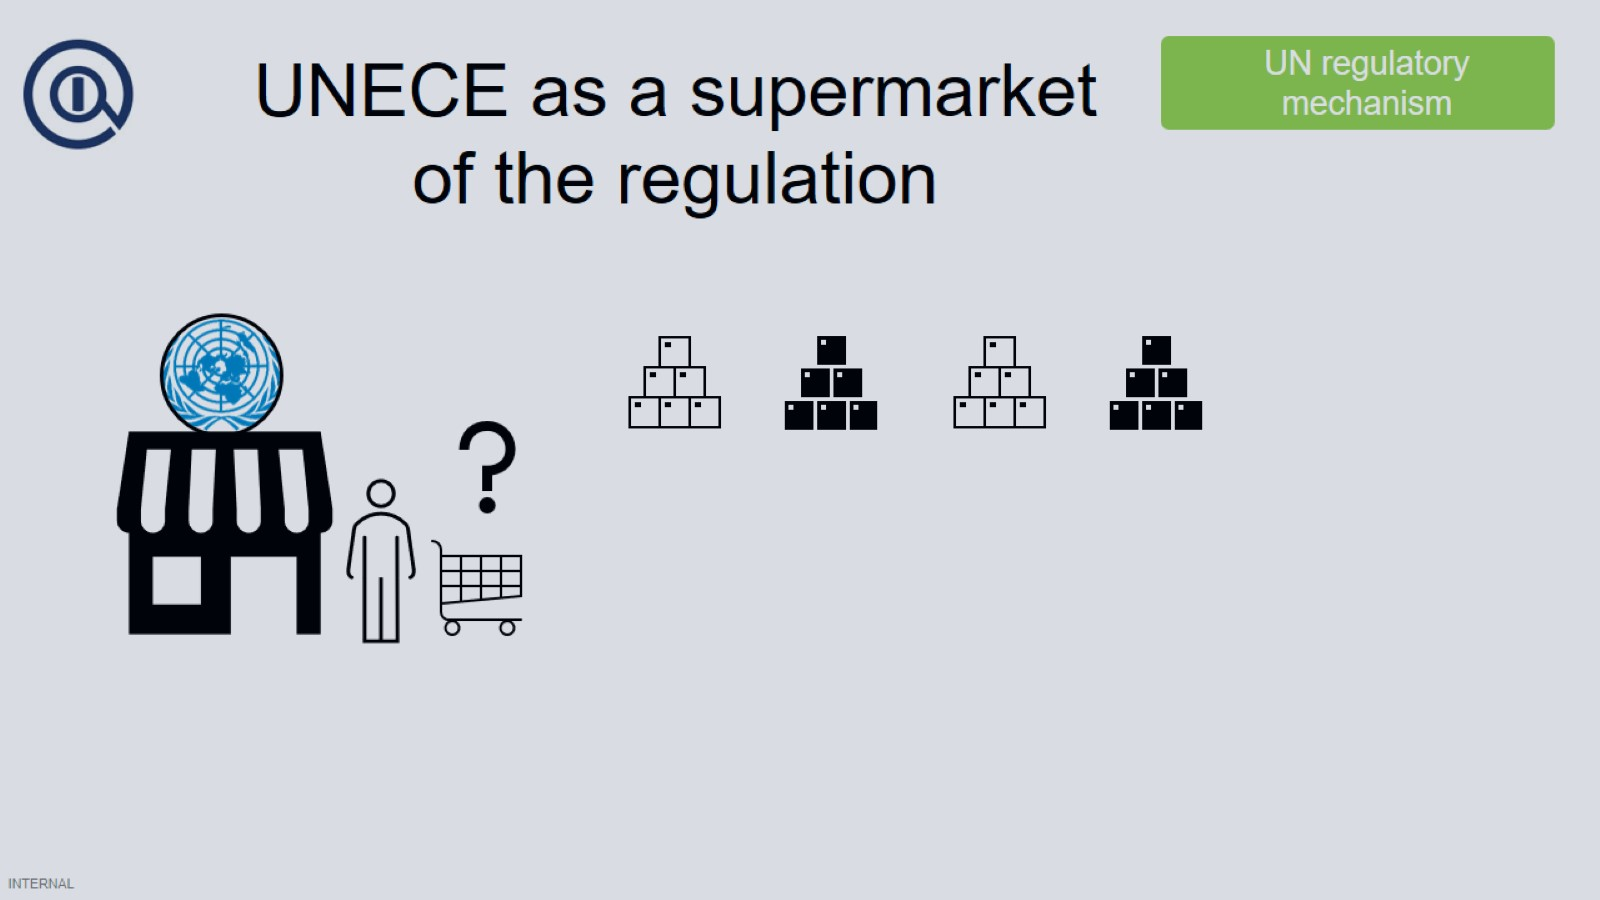 UNECE as a supermarket
of the regulation
UN regulatory
mechanism
?
INTERNAL